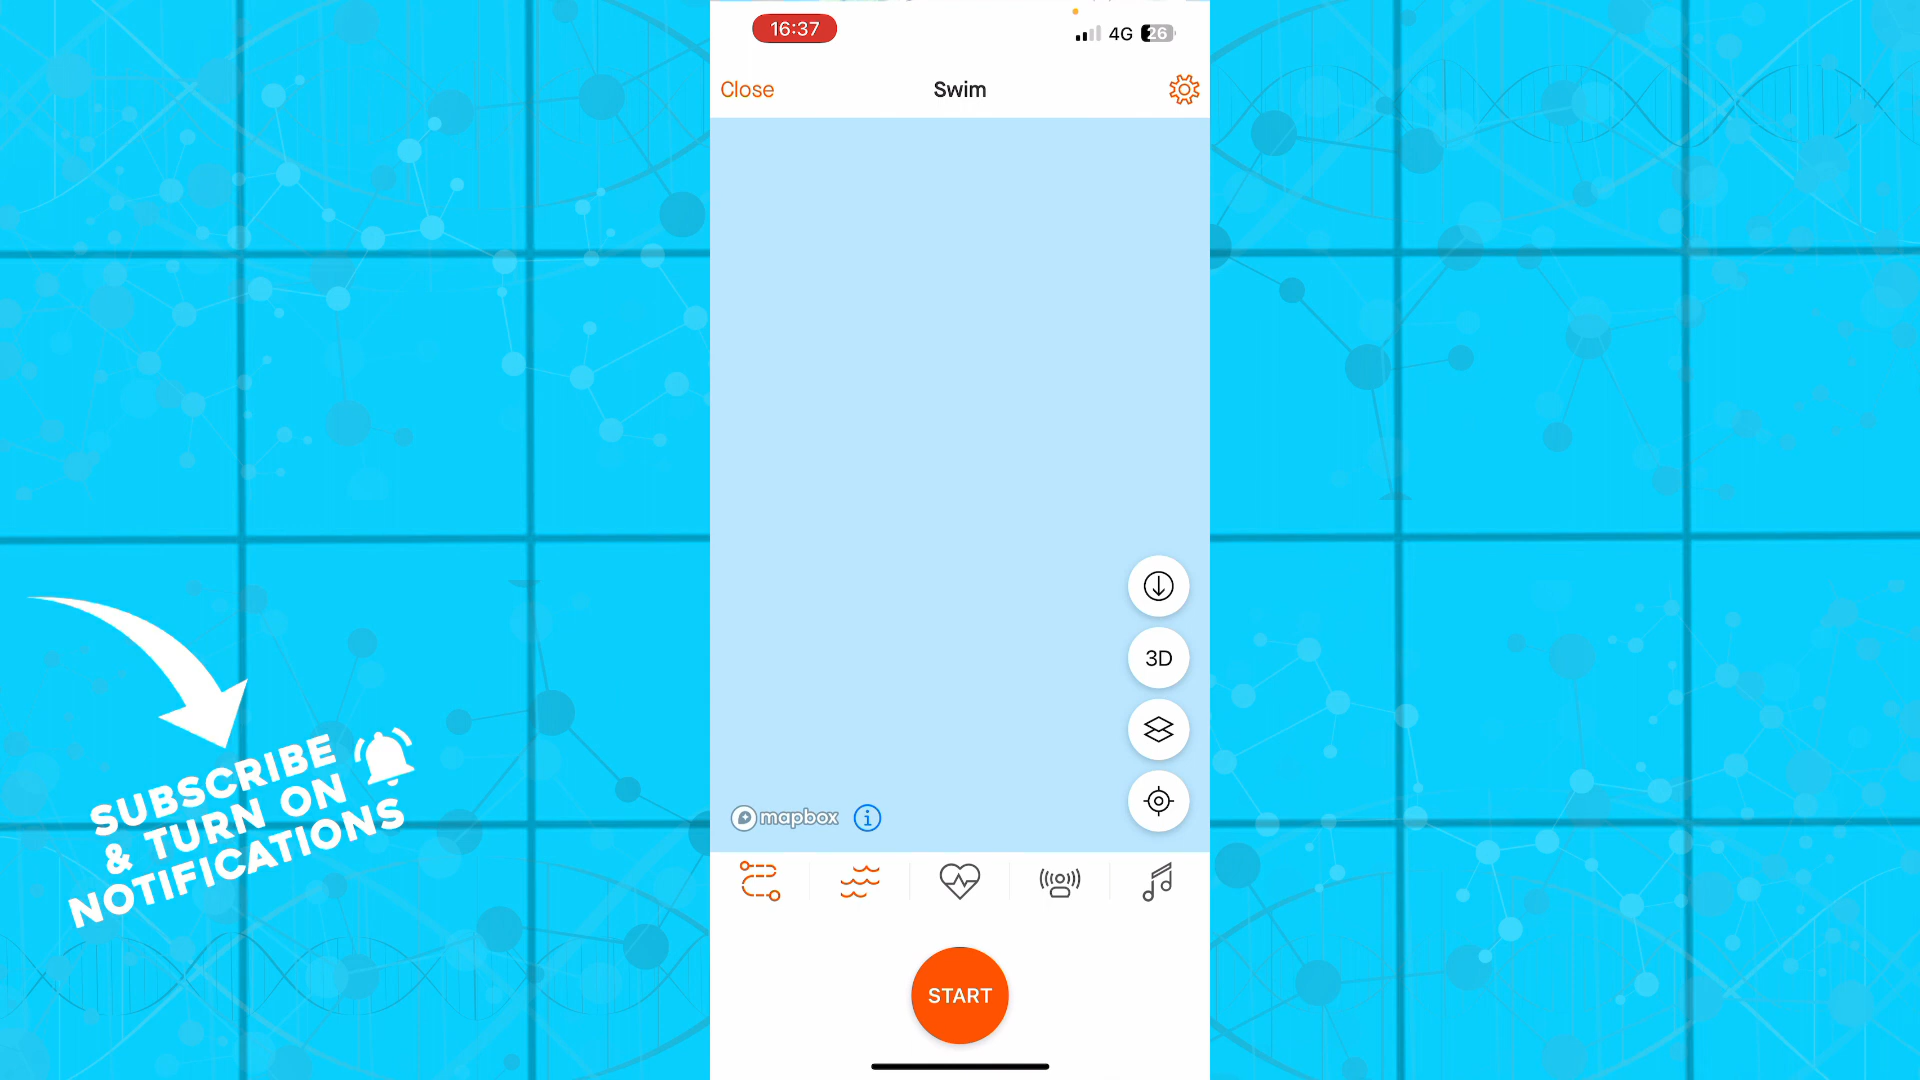 16:37
4G 26
Close
Swim
3D
mapbox
START
SUBSCRIBE
& TURN ON
NOTIFICATIONS